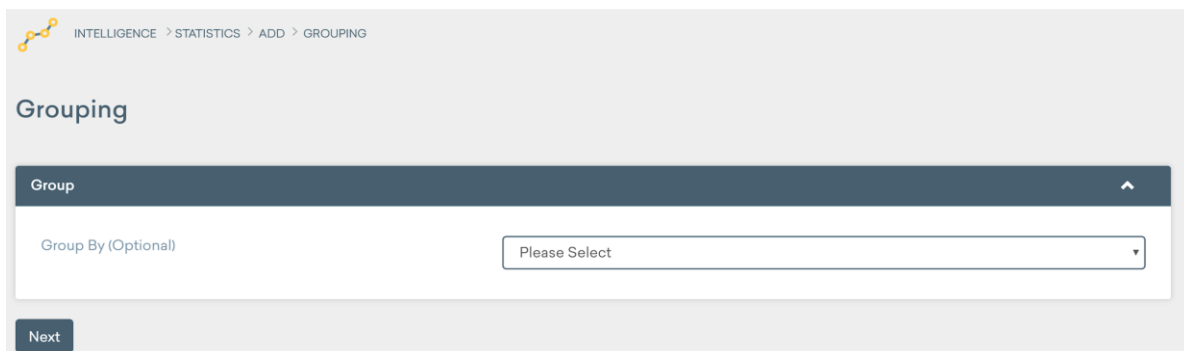 INTELLIGENCE > STATISTICS > ADD > GROUPING
Grouping
Group
Group By (Optional)
Please Select
Next